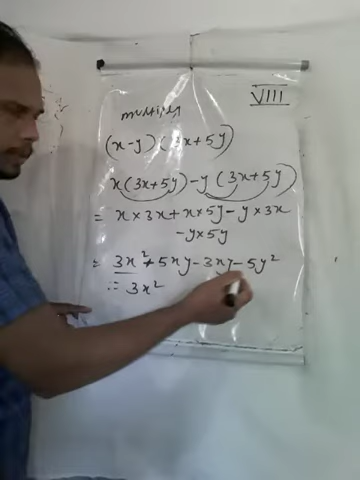 VIII
multiply
(x-y)(3x+5y)
x(3x+5y)-y(3x+5y)
= x×3x+x×5y-y×3x
-y×5y
= 3x²+5xy-3xy-5y²
= 3x²